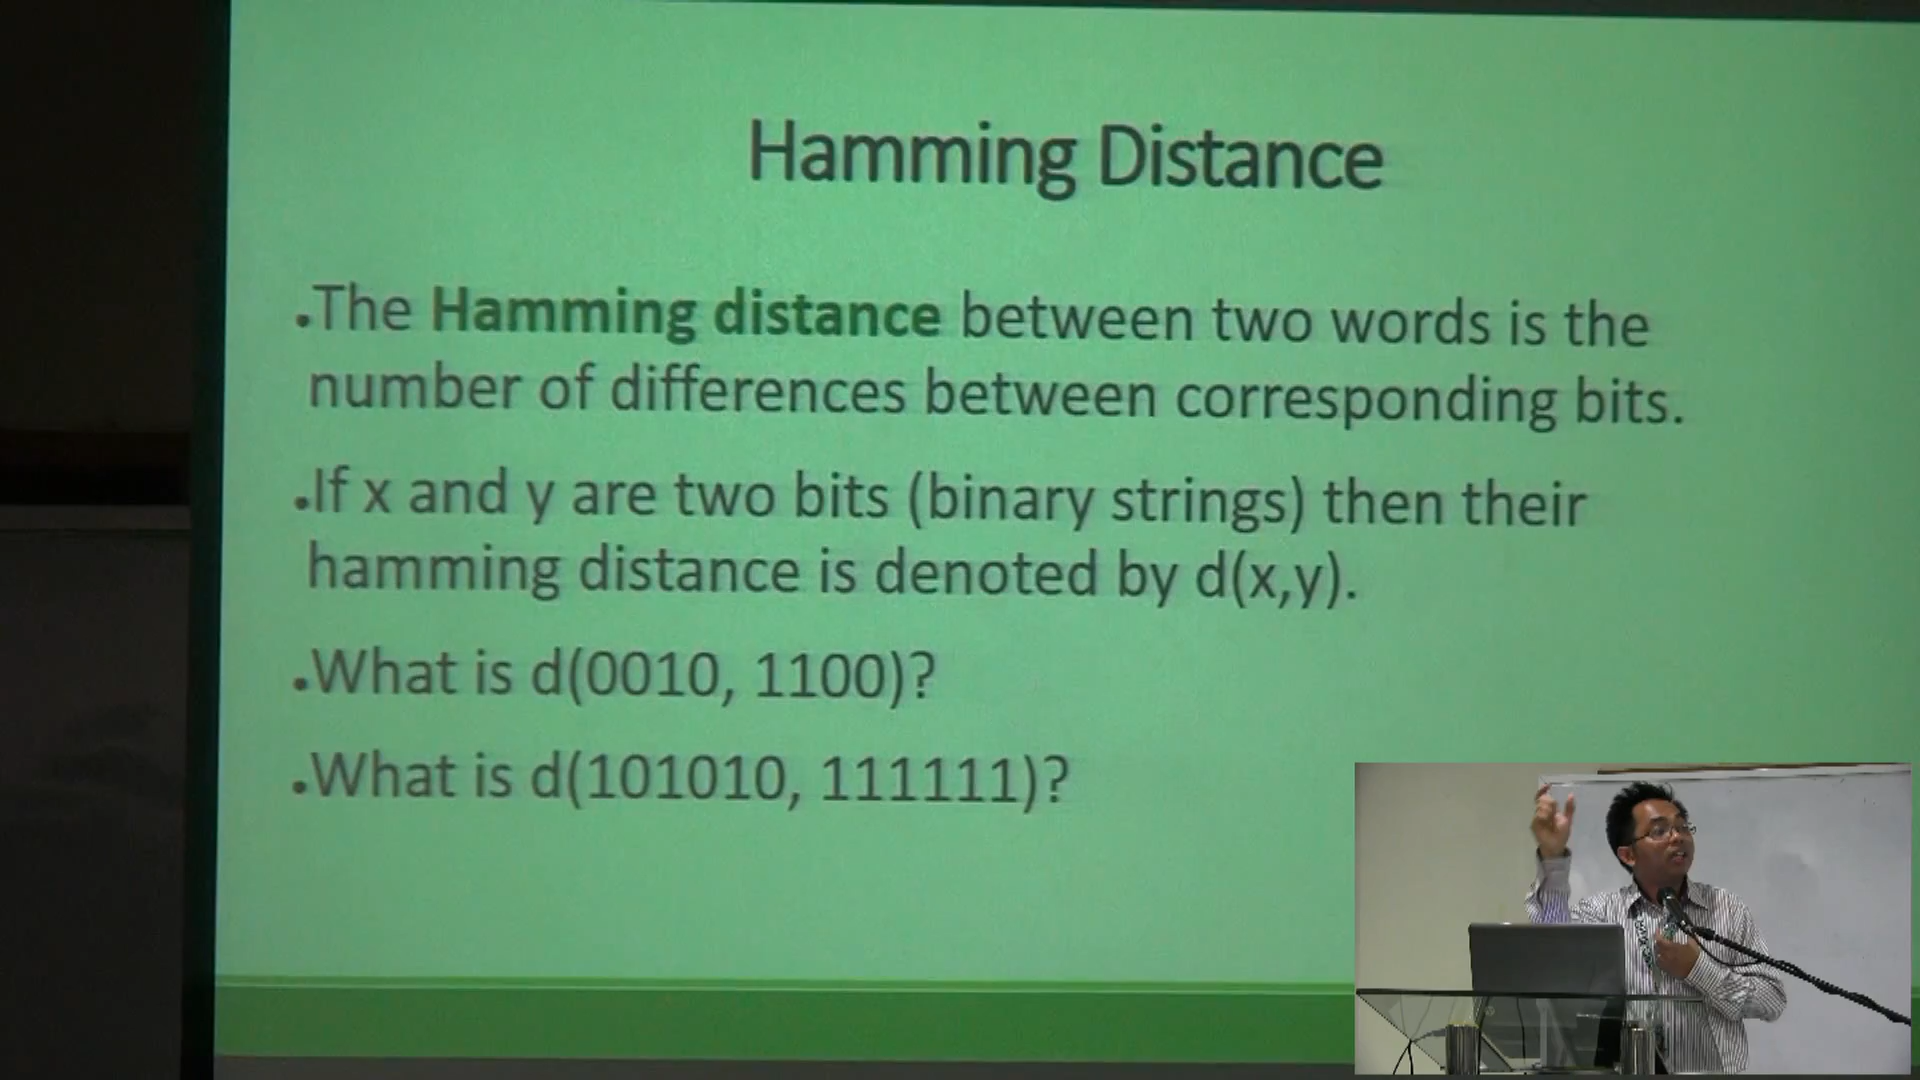 Hamming Distance
.The Hamming distance between two words is the
number of differences between corresponding bits.
.If x and y are two bits (binary strings) then their
hamming distance is denoted by d(x,y).
.What is d(0010, 1100)?
.What is d(101010, 111111)?